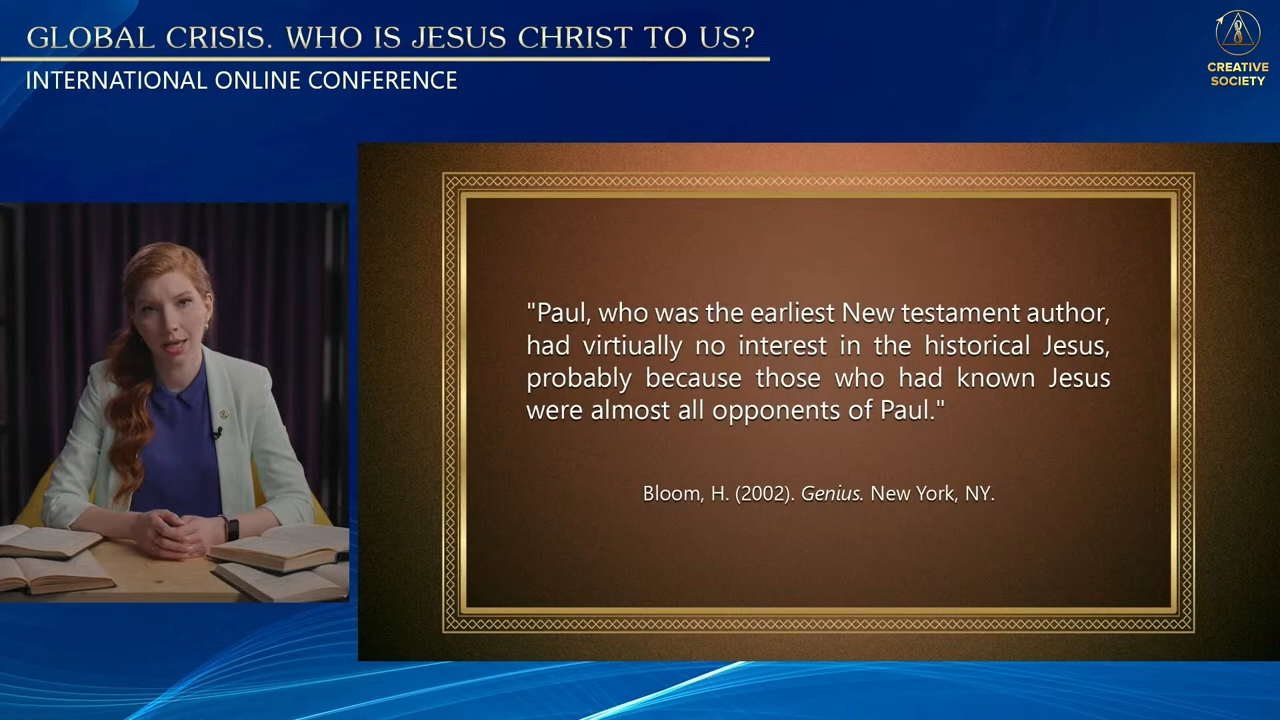 GLOBAL CRISIS. WHO IS JESUS CHRIST TO US?
INTERNATIONAL ONLINE CONFERENCE
CREATIVE
SOCIETY
"Paul, who was the earliest New testament author,
had virtiually no interest in the historical Jesus,
probably because those who had known Jesus
were almost all opponents of Paul."
Bloom, H. (2002). Genius. New York, NY.